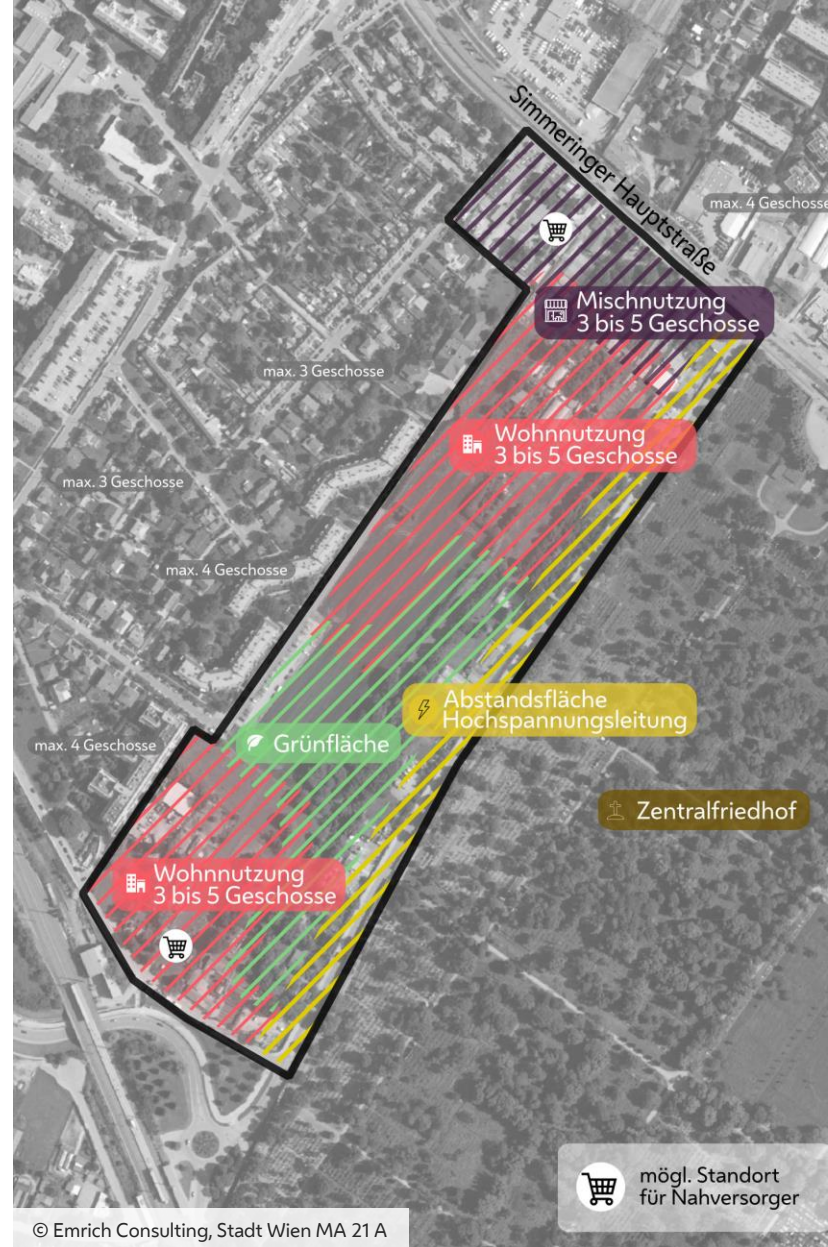 Simmeringer Hauptstraße
max. 4 Geschosse
Mischnutzung
3 bis 5 Geschosse
max. 3 Geschosse
Wohnnutzung
3 bis 5 Geschosse
max. 3 Geschosse
max. 4 Geschosse
Abstandsfläche
Hochspannungsleitung
max. 4 Geschosse
Grünfläche
Zentralfriedhof
Wohnnutzung
3 bis 5 Geschosse
mögl. Standort
für Nahversorger
© Emrich Consulting, Stadt Wien MA 21 A